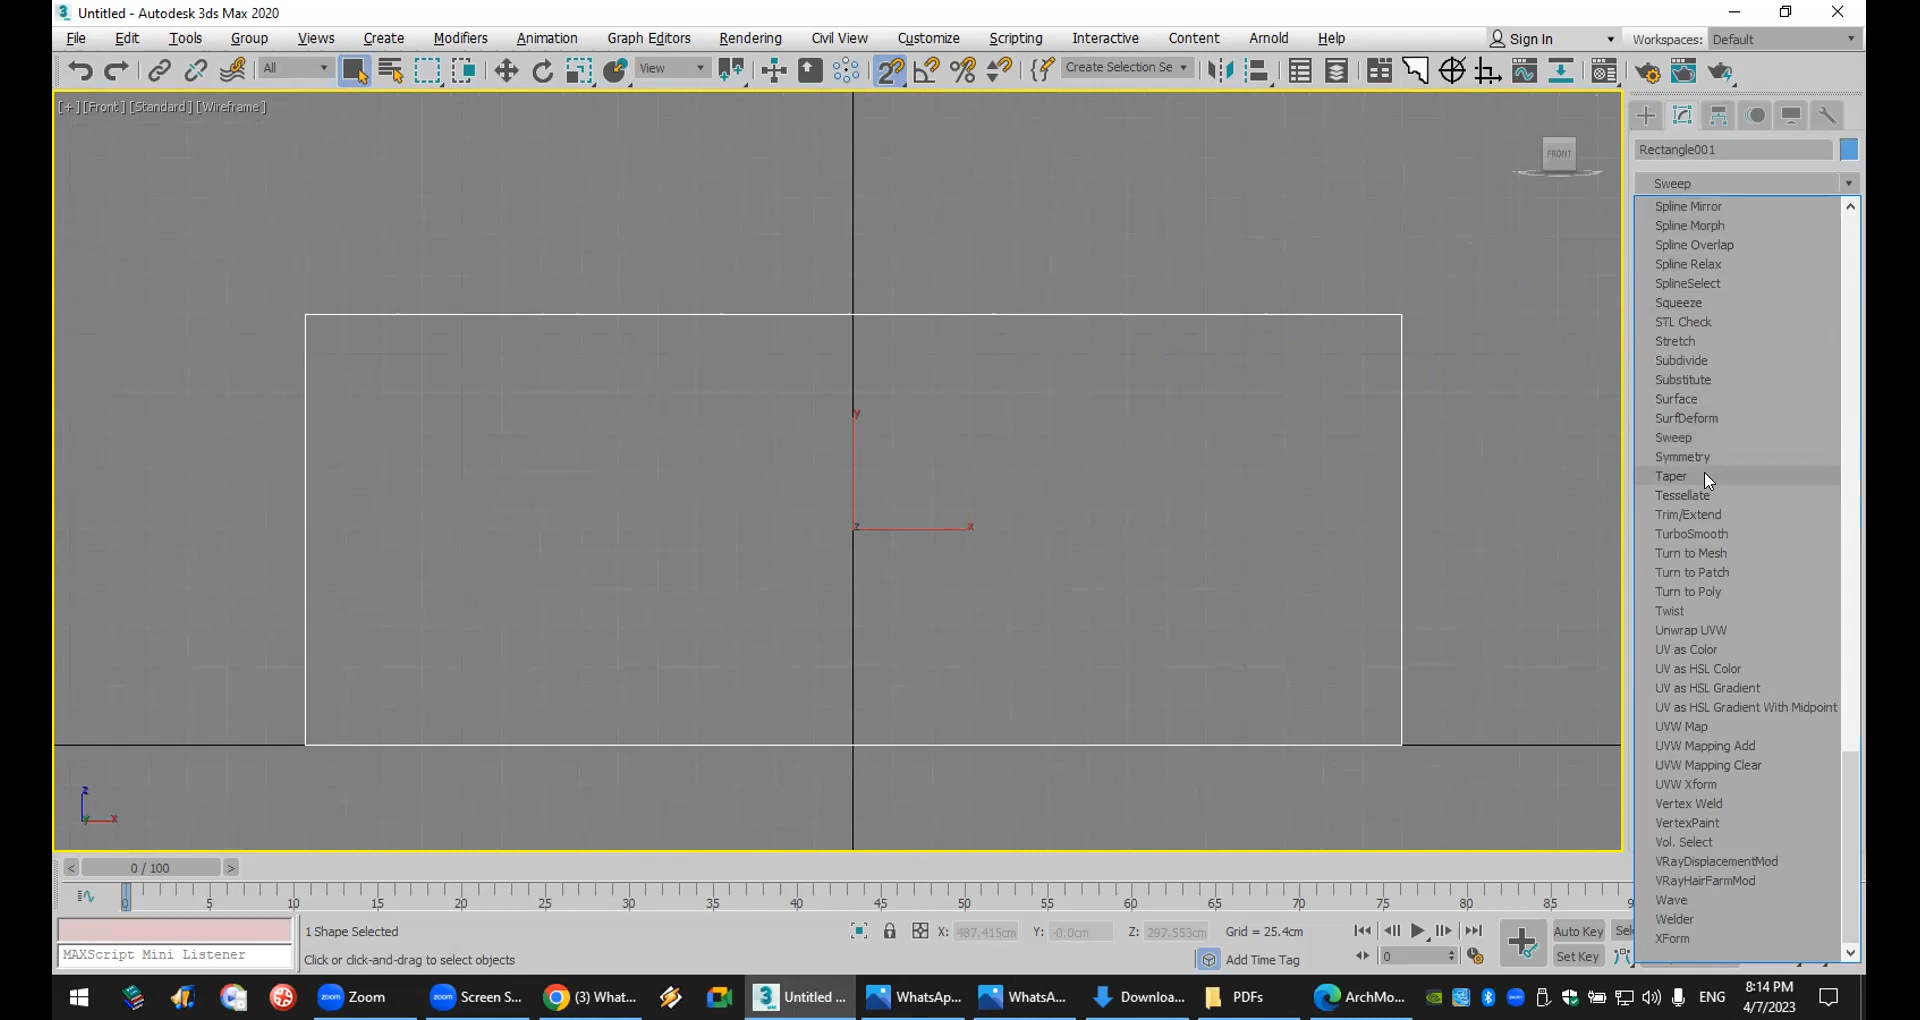 Untitled - Autodesk 3ds Max 2020
File Edit Tools Group Views Create Modifiers Animation Graph Editors Rendering Civil View Customize Scripting Interactive Content Arnold Help Sign In Workspaces: Default
All View Create Selection Se
[+] [Front] [Standard] [Wireframe]
FRONT
Rectangle001
Sweep
Spline Mirror
Spline Morph
Spline Overlap
Spline Relax
SplineSelect
Squeeze
STL Check
Stretch
Subdivide
Substitute
Surface
SurfDeform
Sweep
Symmetry
Taper
Tessellate
Trim/Extend
TurboSmooth
Turn to Mesh
Turn to Patch
Turn to Poly
Twist
Unwrap UVW
UV as Color
UV as HSL Color
UV as HSL Gradient
UV as HSL Gradient With Midpoint
UVW Map
UVW Mapping Add
UVW Mapping Clear
UVW Xform
Vertex Weld
VertexPaint
Vol. Select
VRayDisplacementMod
VRayHairFarmMod
Wave
Welder
XForm
y
z x
z
y x
< 0 / 100 >
0 5 10 15 20 25 30 35 40 45 50 55 60 65 70 75 80 85 9
1 Shape Selected X: 487.415cm Y: -0.0cm Z: 297.553cm Grid = 25.4cm Auto Key Sel
MAXScript Mini Listener Click or click-and-drag to select objects Add Time Tag 0 Set Key
Zoom Screen S... (3) What... Untitled ... WhatsAp... WhatsA... Downloa... PDFs ArchMo... ENG 8:14 PM
4/7/2023